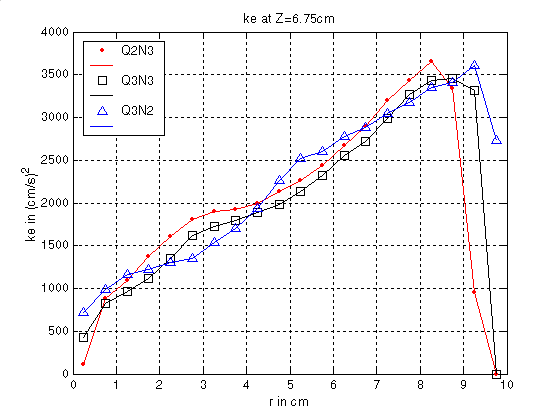 ke at Z=6.75cm
4000
3500
3000
2500
2000
1500
1000
500
0
ke in (cm/s)²
Q2N3
Q3N3
Q3N2
0 1 2 3 4 5 6 7 8 9 10
r in cm